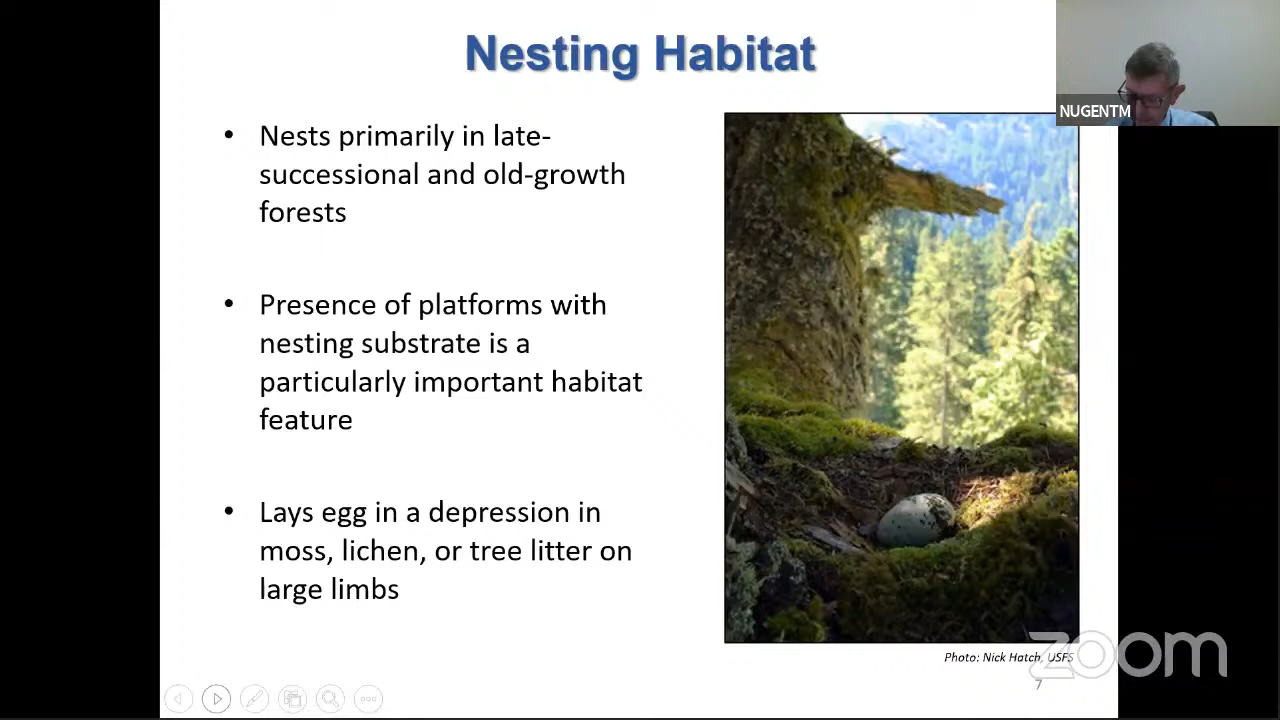 Nesting Habitat
NUGENTM
• Nests primarily in late-
successional and old-growth
forests
• Presence of platforms with
nesting substrate is a
particularly important habitat
feature
• Lays egg in a depression in
moss, lichen, or tree litter on
large limbs
Photo: Nick Hatch, USFS
7
zoom